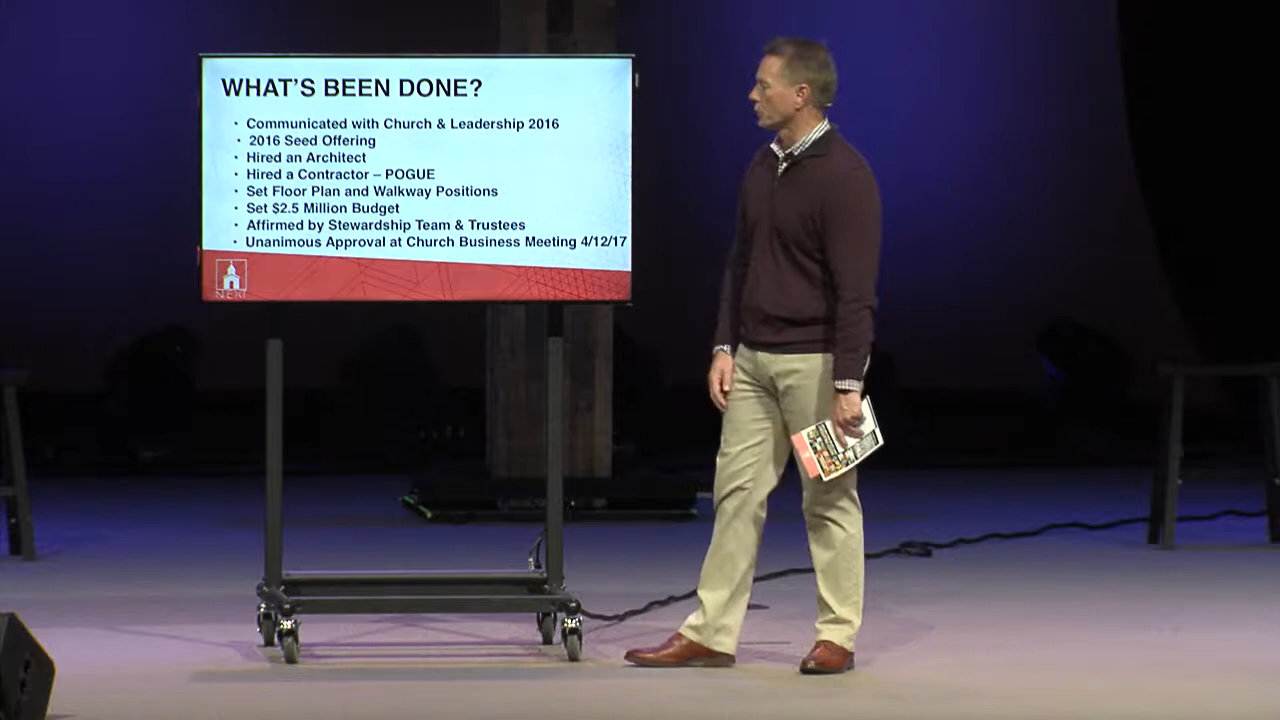 WHAT'S BEEN DONE?
• Communicated with Church & Leadership 2016
• 2016 Seed Offering
• Hired an Architect
• Hired a Contractor – POGUE
• Set Floor Plan and Walkway Positions
• Set $2.5 Million Budget
• Affirmed by Stewardship Team & Trustees
• Unanimous Approval at Church Business Meeting 4/12/17
NEXT